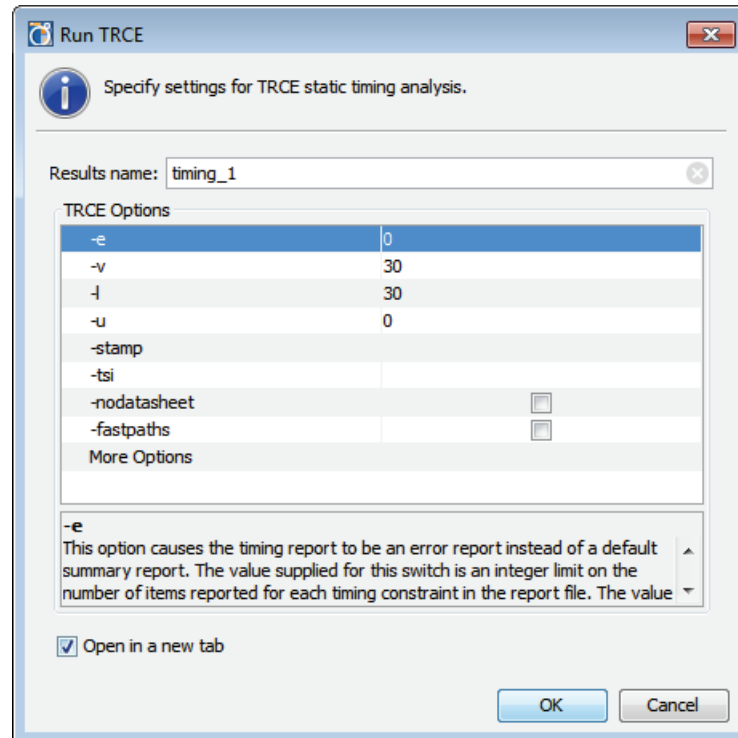 Run TRCE
Specify settings for TRCE static timing analysis.
Results name: timing_1
TRCE Options
-e 0
-v 30
-l 30
-u 0
-stamp
-tsi
-nodatasheet
-fastpaths
More Options
-e
This option causes the timing report to be an error report instead of a default
summary report. The value supplied for this switch is an integer limit on the
number of items reported for each timing constraint in the report file. The value
Open in a new tab
OK Cancel